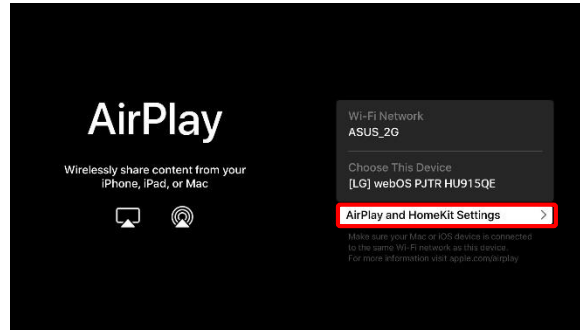 AirPlay
Wirelessly share content from your
iPhone, iPad, or Mac
Wi-Fi Network
ASUS_2G
Choose This Device
[LG] webOS PJTR HU915QE
AirPlay and HomeKit Settings
Make sure your Mac or iOS device is connected
to the same Wi-Fi network as this device.
For more information visit apple.com/airplay